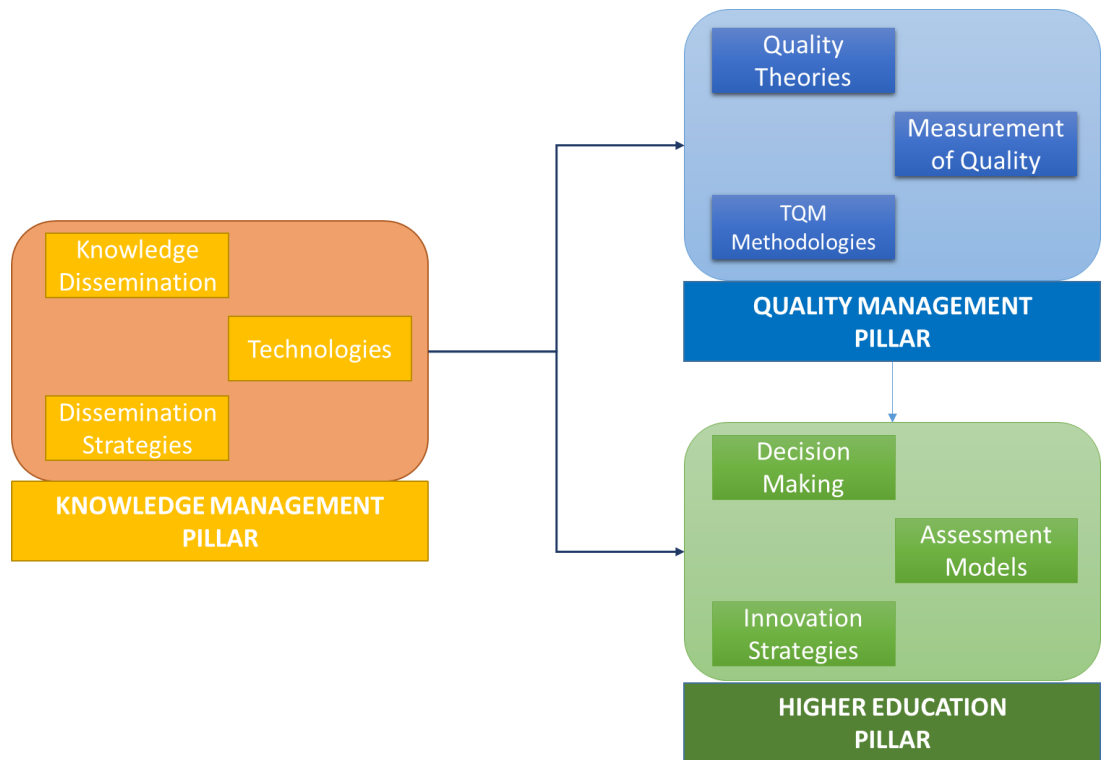 Knowledge
Dissemination
Technologies
Dissemination
Strategies
KNOWLEDGE MANAGEMENT
PILLAR
Quality
Theories
Measurement
of Quality
TQM
Methodologies
QUALITY MANAGEMENT
PILLAR
Decision
Making
Assessment
Models
Innovation
Strategies
HIGHER EDUCATION
PILLAR